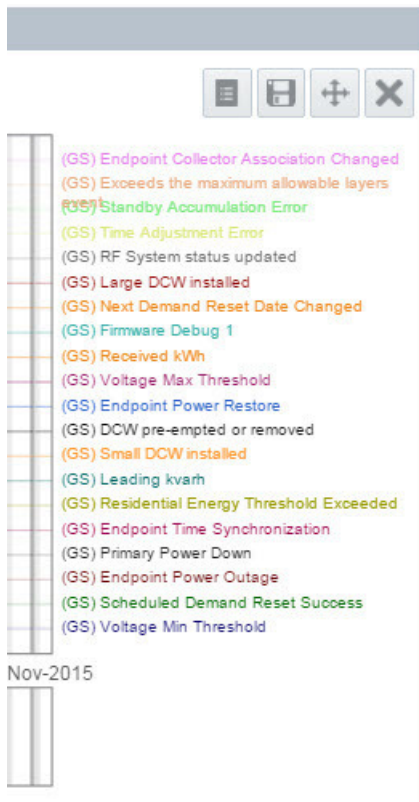 (GS) Endpoint Collector Association Changed
(GS) Exceeds the maximum allowable layers
event
(GS) Standby Accumulation Error
(GS) Time Adjustment Error
(GS) RF System status updated
(GS) Large DCW installed
(GS) Next Demand Reset Date Changed
(GS) Firmware Debug 1
(GS) Received kWh
(GS) Voltage Max Threshold
(GS) Endpoint Power Restore
(GS) DCW pre-empted or removed
(GS) Small DCW installed
(GS) Leading kvarh
(GS) Residential Energy Threshold Exceeded
(GS) Endpoint Time Synchronization
(GS) Primary Power Down
(GS) Endpoint Power Outage
(GS) Scheduled Demand Reset Success
(GS) Voltage Min Threshold
Nov-2015